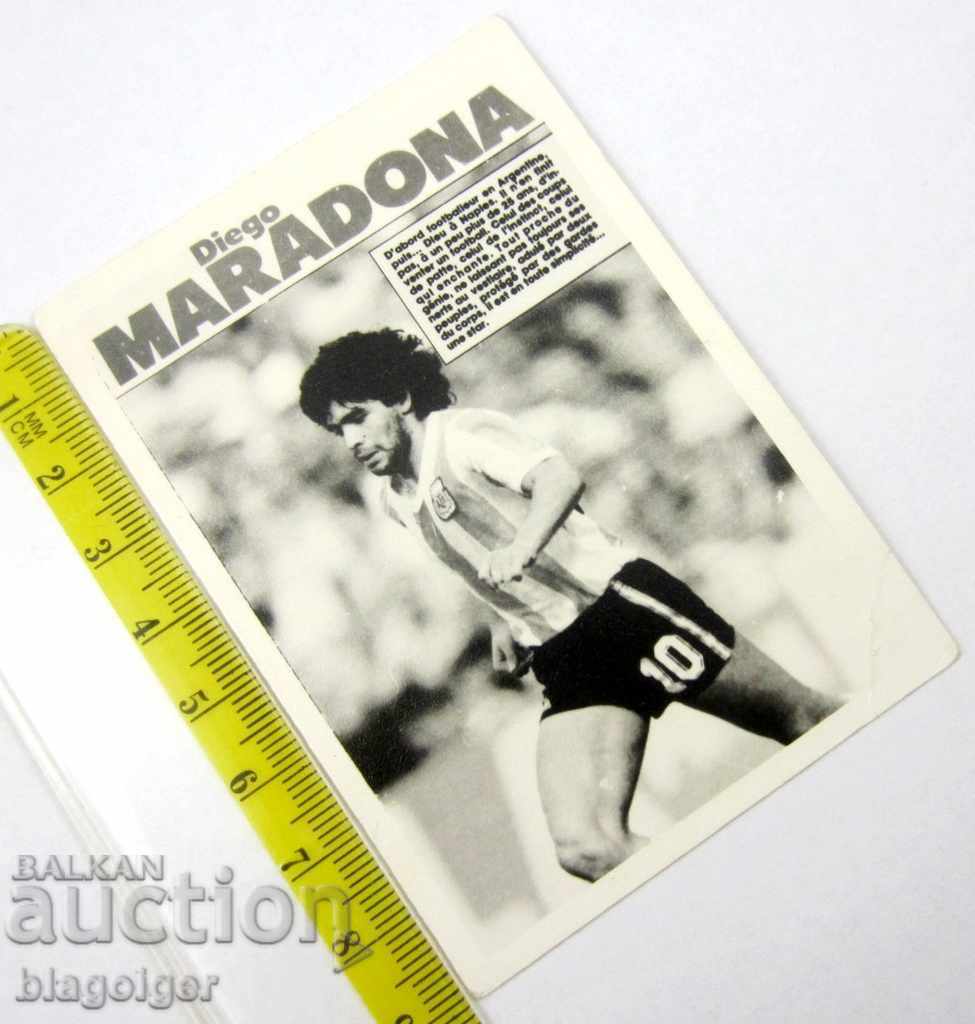 Diego
MARADONA
D'abord footballeur en Argentine,
puis... Dieu à Naples. Il n'en finit
pas, à un peu plus de 25 ans, d'in-
venter un football. Celui des coups
de patte, celui de l'instinct, celui
qui enchante. Tout proche du
génie, ne laissant pas toujours ses
nerfs au vestiaire, adulé par deux
peuples, protégé par des gardes
du corps, il est en toute simplicité...
une star.
10
1 MM
CM
2
3
4
5
6
7
8
9
BALKAN
auction
blagoiger